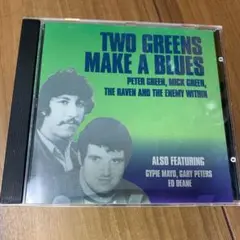 TWO GREENS
MAKE A BLUES
PETER GREEN, MICK GREEN,
THE RAVEN AND THE ENEMY WITHIN
ALSO FEATURING
GYPIE MAYO, GARY PETERS
ED DEANE